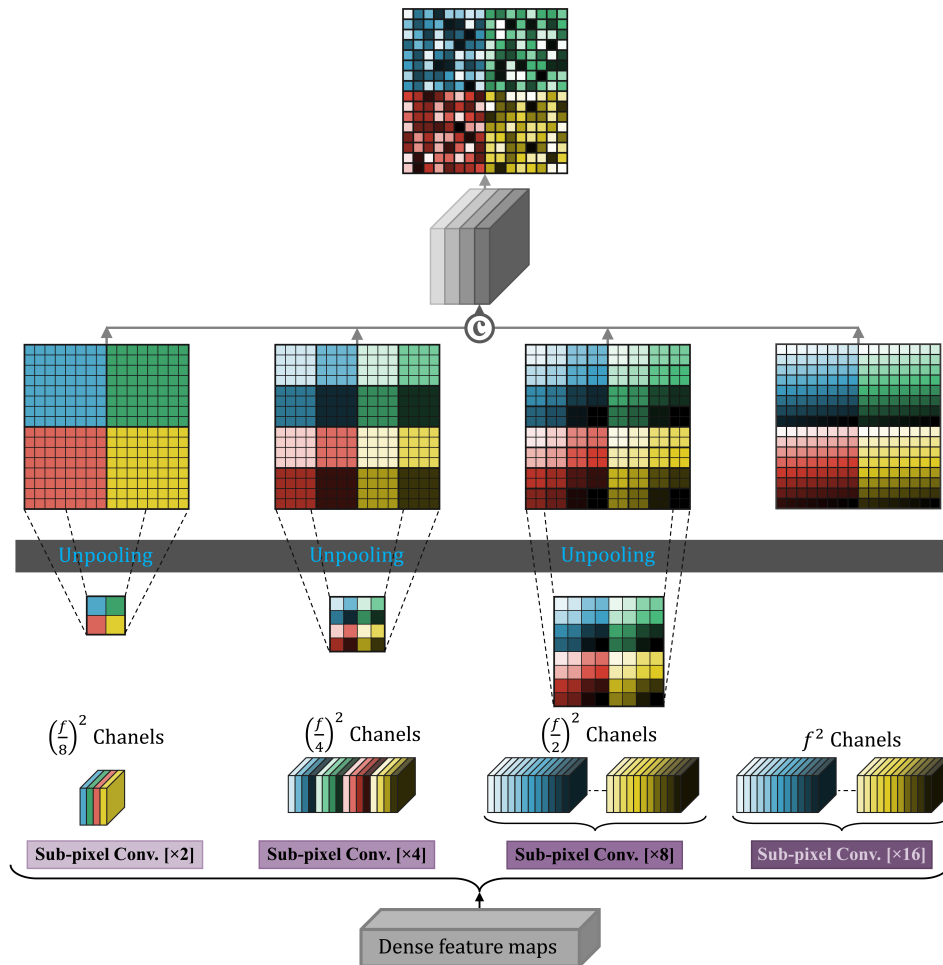 C
Unpooling Unpooling Unpooling
(f/8)² Chanels (f/4)² Chanels (f/2)² Chanels f² Chanels
Sub-pixel Conv. [×2] Sub-pixel Conv. [×4] Sub-pixel Conv. [×8] Sub-pixel Conv. [×16]
Dense feature maps